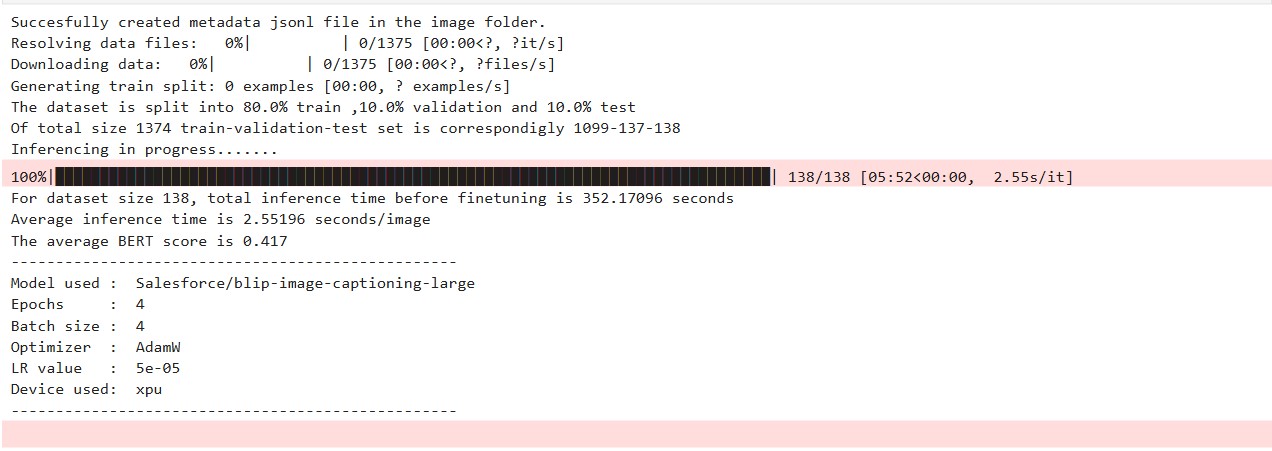 Succesfully created metadata jsonl file in the image folder.
Resolving data files:   0%|          | 0/1375 [00:00<?, ?it/s]
Downloading data:   0%|          | 0/1375 [00:00<?, ?files/s]
Generating train split: 0 examples [00:00, ? examples/s]
The dataset is split into 80.0% train ,10.0% validation and 10.0% test
Of total size 1374 train-validation-test set is correspondigly 1099-137-138
Inferencing in progress.......
100%|██████████| 138/138 [05:52<00:00,  2.55s/it]
For dataset size 138, total inference time before finetuning is 352.17096 seconds
Average inference time is 2.55196 seconds/image
The average BERT score is 0.417
--------------------------------------------------
Model used :  Salesforce/blip-image-captioning-large
Epochs     :  4
Batch size :  4
Optimizer  :  AdamW
LR value   :  5e-05
Device used:  xpu
--------------------------------------------------